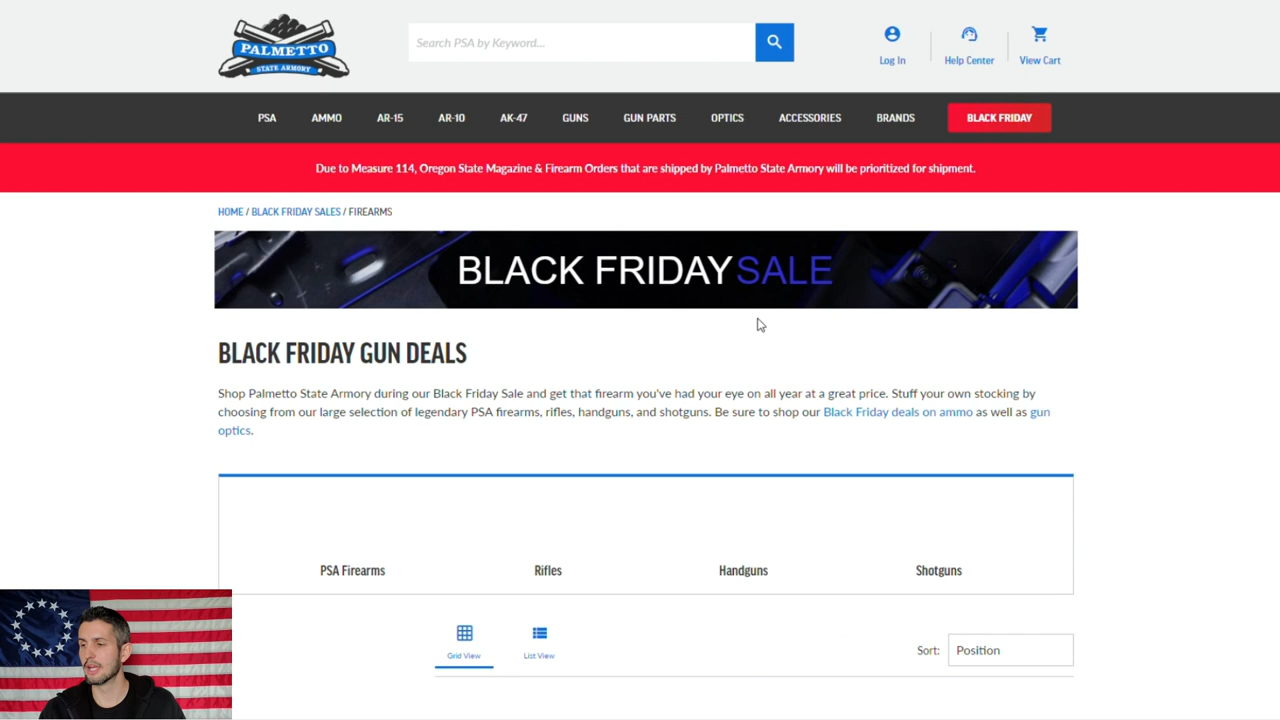 PALMETTO
STATE ARMORY
Search PSA by Keyword...
Log In
Help Center
View Cart
PSA
AMMO
AR-15
AR-10
AK-47
GUNS
GUN PARTS
OPTICS
ACCESSORIES
BRANDS
BLACK FRIDAY
Due to Measure 114, Oregon State Magazine & Firearm Orders that are shipped by Palmetto State Armory will be prioritized for shipment.
HOME / BLACK FRIDAY SALES / FIREARMS
BLACK FRIDAY SALE
BLACK FRIDAY GUN DEALS
Shop Palmetto State Armory during our Black Friday Sale and get that firearm you've had your eye on all year at a great price. Stuff your own stocking by
choosing from our large selection of legendary PSA firearms, rifles, handguns, and shotguns. Be sure to shop our Black Friday deals on ammo as well as gun
optics.
PSA Firearms
Rifles
Handguns
Shotguns
Grid View
List View
Sort:
Position